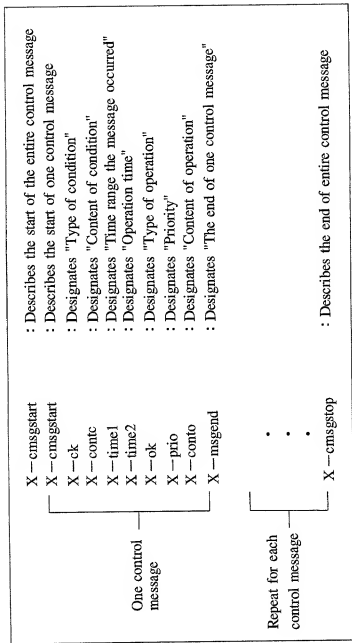 X—cmsgstart : Describes the start of the entire control message
X—cmsgstart : Describes the start of one control message
X—ck : Designates "Type of condition"
X—contc : Designates "Content of condition"
X—time1 : Designates "Time range the message occurred"
X—time2 : Designates "Operation time"
X—ok : Designates "Type of operation"
X—prio : Designates "Priority"
X—conto : Designates "Content of operation"
X—msgend : Designates "The end of one control message"
One control
message
Repeat for each
control message
X—cmsgstop : Describes the end of entire control message